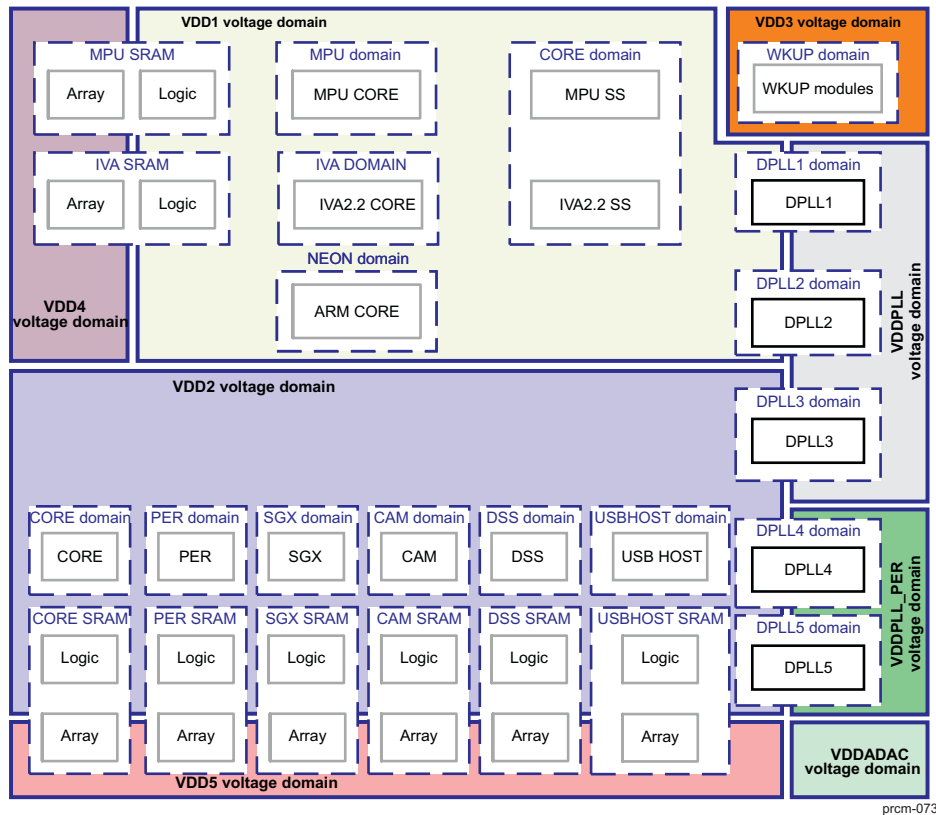 VDD1 voltage domain
VDD3 voltage domain
MPU SRAM
Array
Logic
MPU domain
MPU CORE
CORE domain
MPU SS
IVA2.2 SS
WKUP domain
WKUP modules
IVA SRAM
Array
Logic
IVA DOMAIN
IVA2.2 CORE
NEON domain
ARM CORE
VDD4
voltage domain
DPLL1 domain
DPLL1
DPLL2 domain
DPLL2
DPLL3 domain
DPLL3
VDDPLL
voltage domain
VDD2 voltage domain
CORE domain
CORE
PER domain
PER
SGX domain
SGX
CAM domain
CAM
DSS domain
DSS
USBHOST domain
USB HOST
DPLL4 domain
DPLL4
DPLL5 domain
DPLL5
VDDPLL_PER
voltage domain
CORE SRAM
Logic
Array
PER SRAM
Logic
Array
SGX SRAM
Logic
Array
CAM SRAM
Logic
Array
DSS SRAM
Logic
Array
USBHOST SRAM
Logic
Array
VDD5 voltage domain
VDDADAC
voltage domain
prcm-073